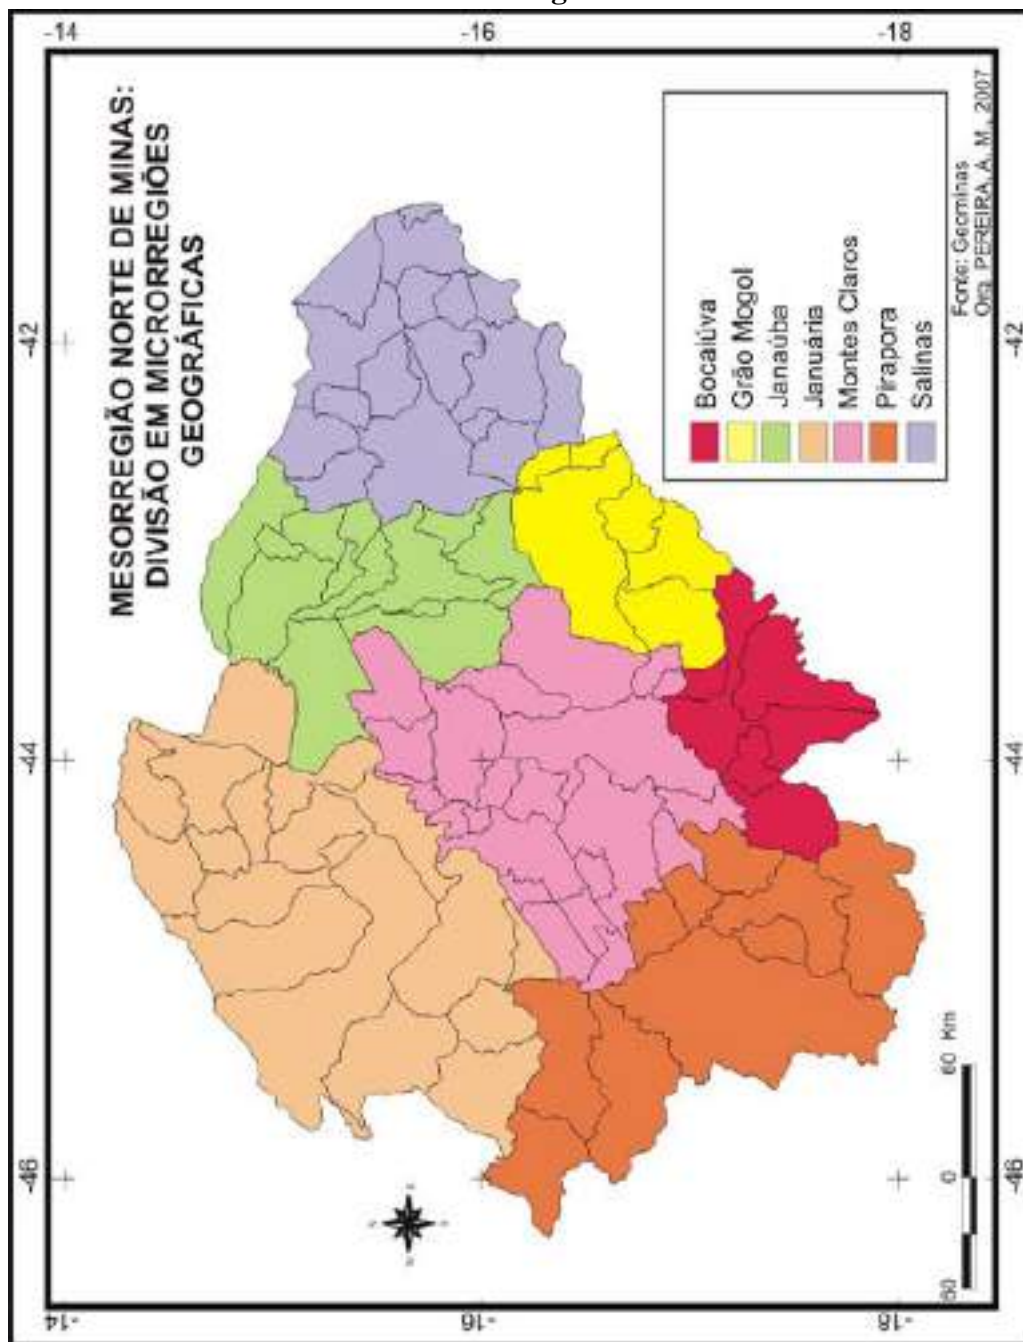 MESORREGIÃO NORTE DE MINAS:
DIVISÃO EM MICRORREGIÕES
GEOGRÁFICAS
-46
-44
-42
-14
-14
-16
-16
-18
-18
-46
-44
-42
Bocaiúva
Grão Mogol
Janaúba
Januária
Montes Claros
Pirapora
Salinas
60 0 60 Km
Fonte: Geominas
Org. PEREIRA, A. M., 2007